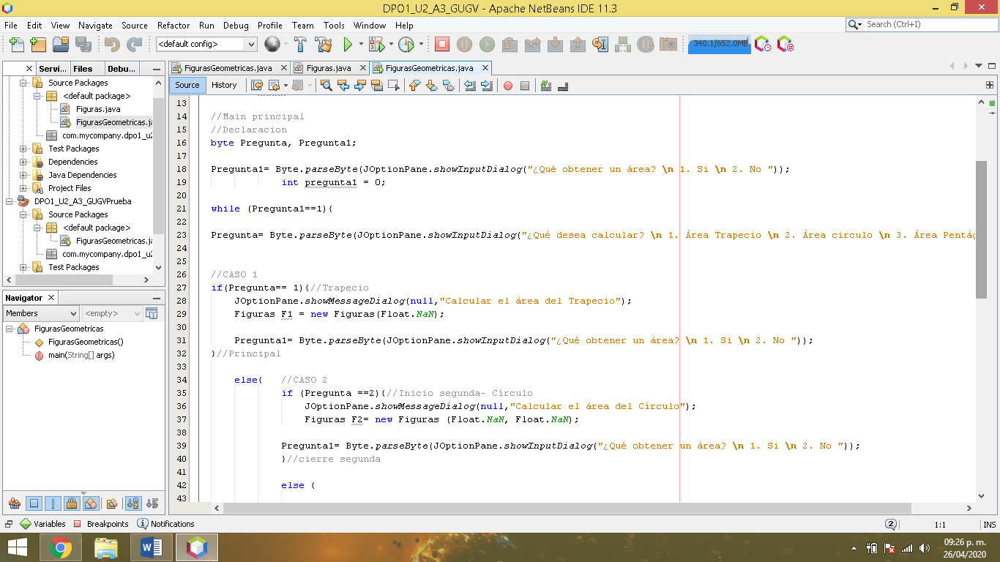 DPO1_U2_A3_GUGV - Apache NetBeans IDE 11.3
File Edit View Navigate Source Refactor Run Debug Profile Team Tools Window Help
Search (Ctrl+I)
<default config>
340.1/652.0MB
Servi... Files Debu...
FigurasGeometricas.java Figuras.java FigurasGeometricas.java
Source History
Source Packages
<default package>
Figuras.java
FigurasGeometricas.ja
com.mycompany.dpo1_u2
Test Packages
Dependencies
Java Dependencies
Project Files
DPO1_U2_A3_GUGVPrueba
Source Packages
<default package>
FigurasGeometricas.ja
com.mycompany.dpo1_u2
Test Packages
Navigator
Members
<empty>
FigurasGeometricas
FigurasGeometricas()
main(String[] args)
13
14 //Main principal
15 //Declaracion
16 byte Pregunta, Pregunta1;
17
18 Pregunta1= Byte.parseByte(JOptionPane.showInputDialog("¿Qué obtener un área? \n 1. Si \n 2. No "));
19 int pregunta1 = 0;
20
21 while (Pregunta1==1){
22
23 Pregunta= Byte.parseByte(JOptionPane.showInputDialog("¿Qué desea calcular? \n 1. Área Trapecio \n 2. Área circulo \n 3. Área Pentág
24
25
26 //CASO 1
27 if(Pregunta== 1){//Trapecio
28 JOptionPane.showMessageDialog(null,"Calcular el área del Trapecio");
29 Figuras F1 = new Figuras(Float.NaN);
30
31 Pregunta1= Byte.parseByte(JOptionPane.showInputDialog("¿Qué obtener un área? \n 1. Si \n 2. No "));
32 }//Principal
33
34 else{ //CASO 2
35 if (Pregunta ==2){//Inicio segunda- Círculo
36 JOptionPane.showMessageDialog(null,"Calcular el área del Círculo");
37 Figuras F2= new Figuras (Float.NaN, Float.NaN);
38
39 Pregunta1= Byte.parseByte(JOptionPane.showInputDialog("¿Qué obtener un área? \n 1. Si \n 2. No "));
40 }//cierre segunda
41
42 else {
43
Variables Breakpoints Notifications
2 1:1 INS
09:26 p. m.
26/04/2020